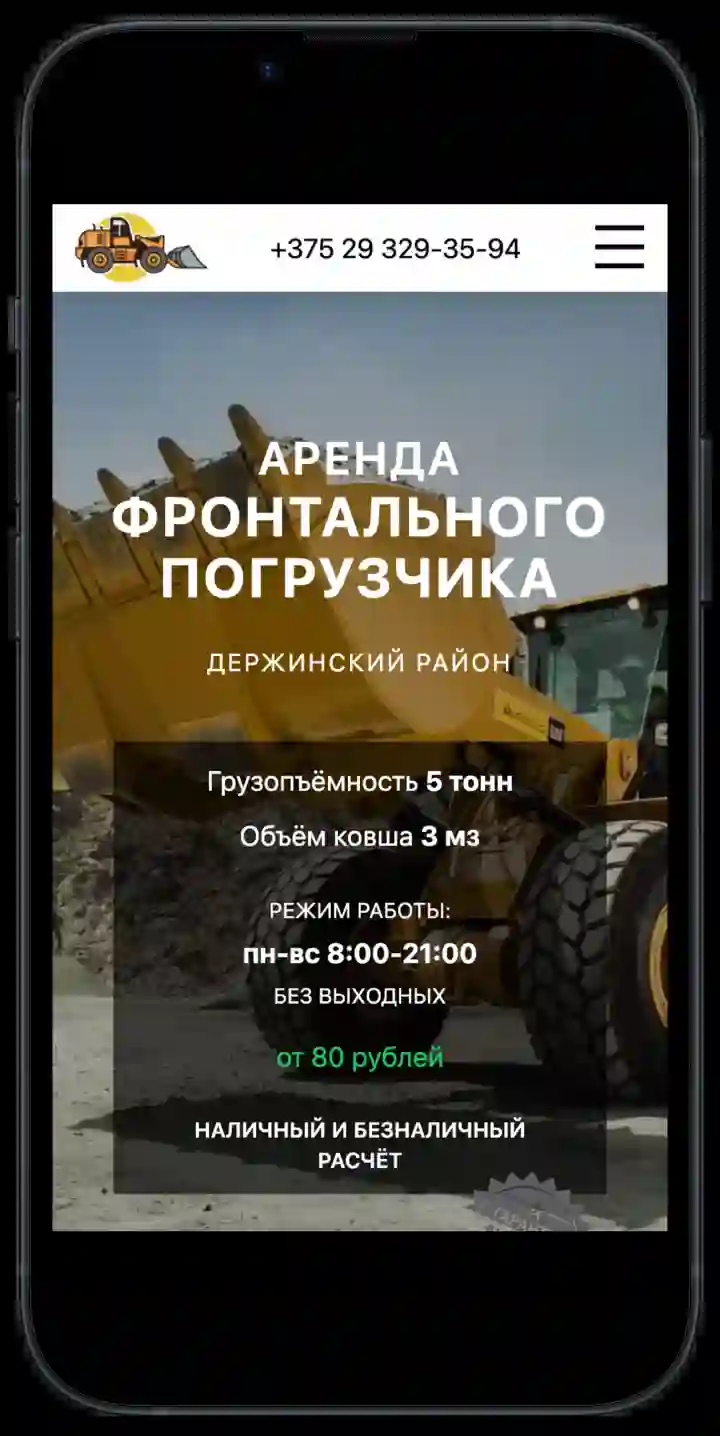 +375 29 329-35-94
АРЕНДА
ФРОНТАЛЬНОГО
ПОГРУЗЧИКА
ДЕРЖИНСКИЙ РАЙОН
Грузопъёмность 5 тонн
Объём ковша 3 мз
РЕЖИМ РАБОТЫ:
пн-вс 8:00-21:00
БЕЗ ВЫХОДНЫХ
от 80 рублей
НАЛИЧНЫЙ И БЕЗНАЛИЧНЫЙ
РАСЧЁТ